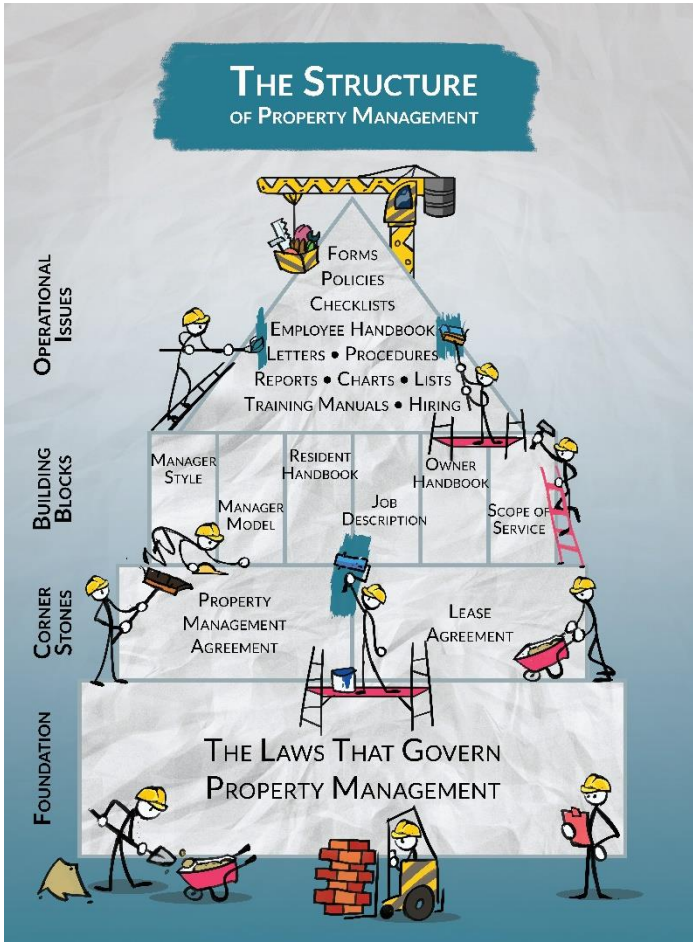 The Structure
of Property Management
Operational
Issues
Forms
Policies
Checklists
Employee Handbook
Letters • Procedures
Reports • Charts • Lists
Training Manuals • Hiring
Building
Blocks
Manager
Style
Manager
Model
Resident
Handbook
Job
Description
Owner
Handbook
Scope of
Service
Corner
Stones
Property
Management
Agreement
Lease
Agreement
Foundation
The Laws That Govern
Property Management